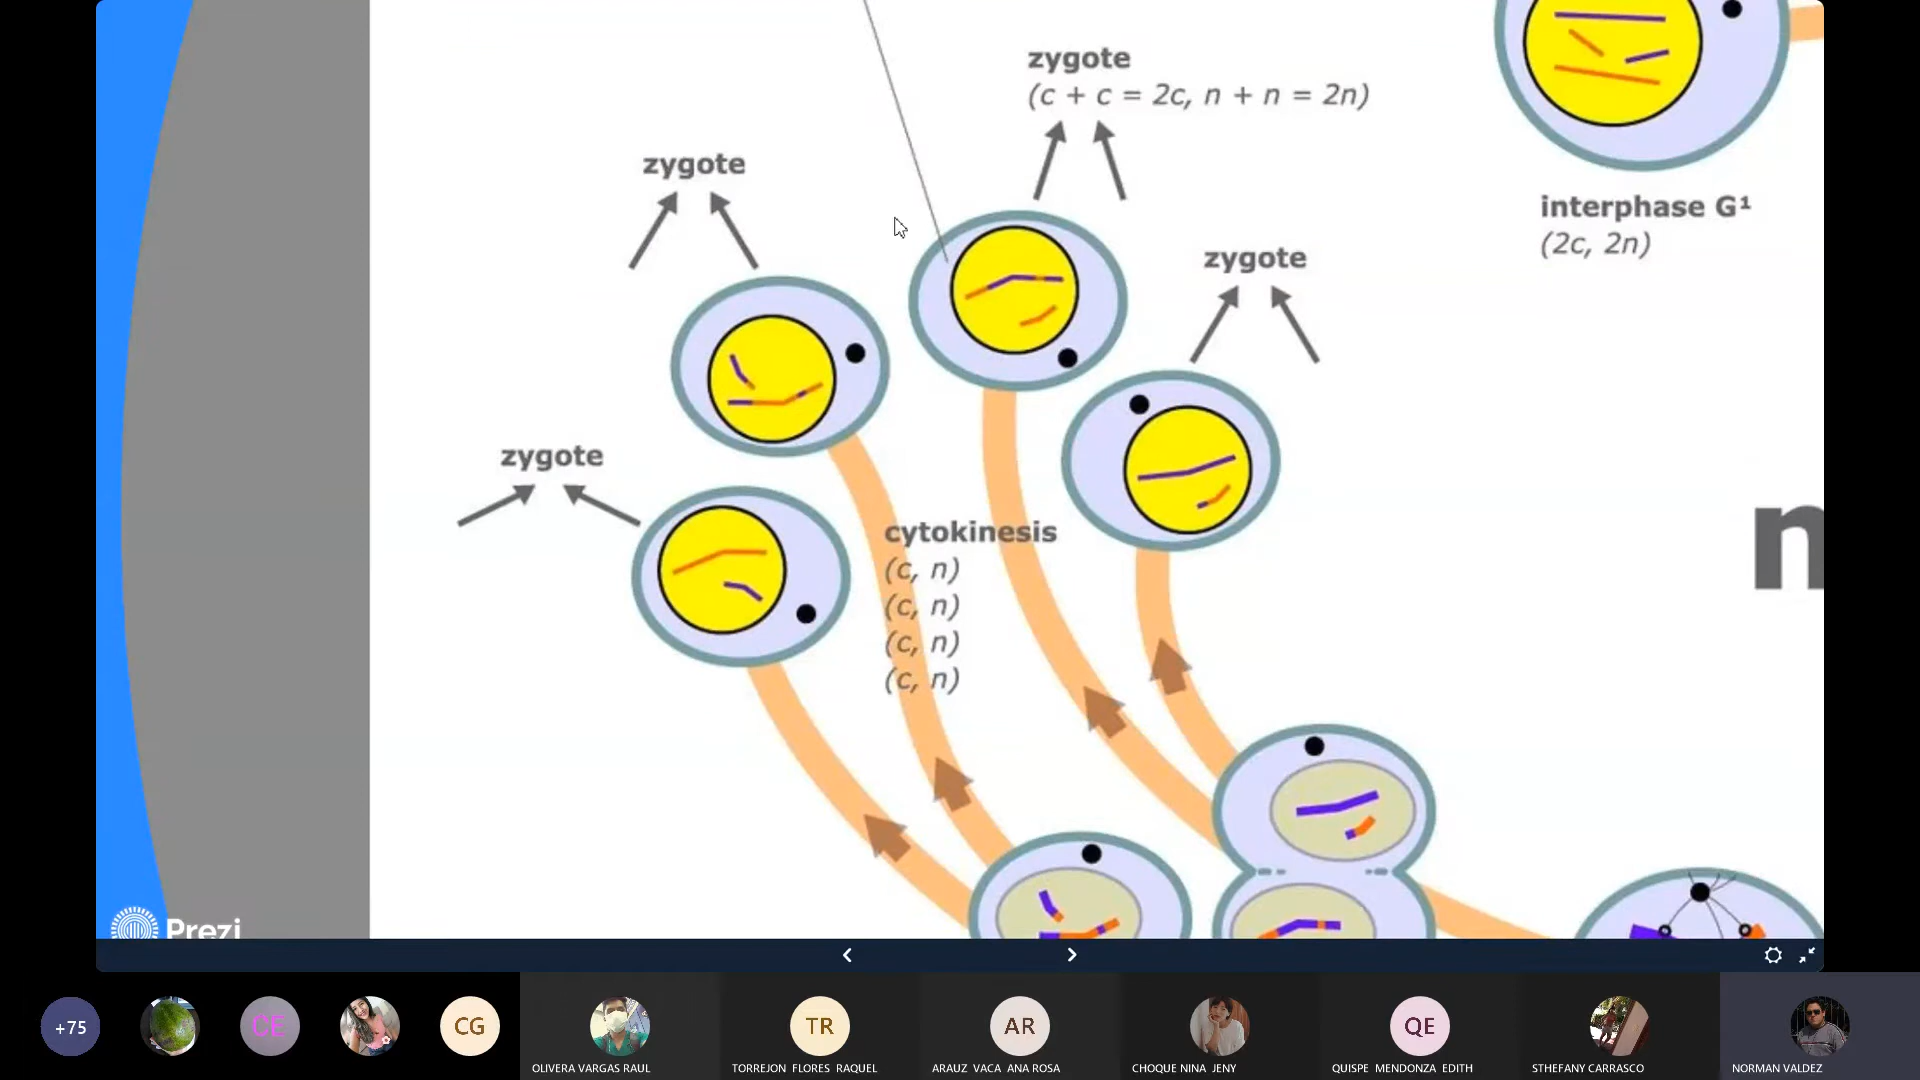 zygote
(c + c = 2c, n + n = 2n)
zygote
interphase G¹
(2c, 2n)
zygote
zygote
cytokinesis
(c, n)
(c, n)
(c, n)
(c, n)
n
Prezi
+75
CE
CG
TR
AR
QE
OLIVERA VARGAS RAUL
TORREJON FLORES RAQUEL
ARAUZ VACA ANA ROSA
CHOQUE NINA JENY
QUISPE MENDONZA EDITH
STHEFANY CARRASCO
NORMAN VALDEZ